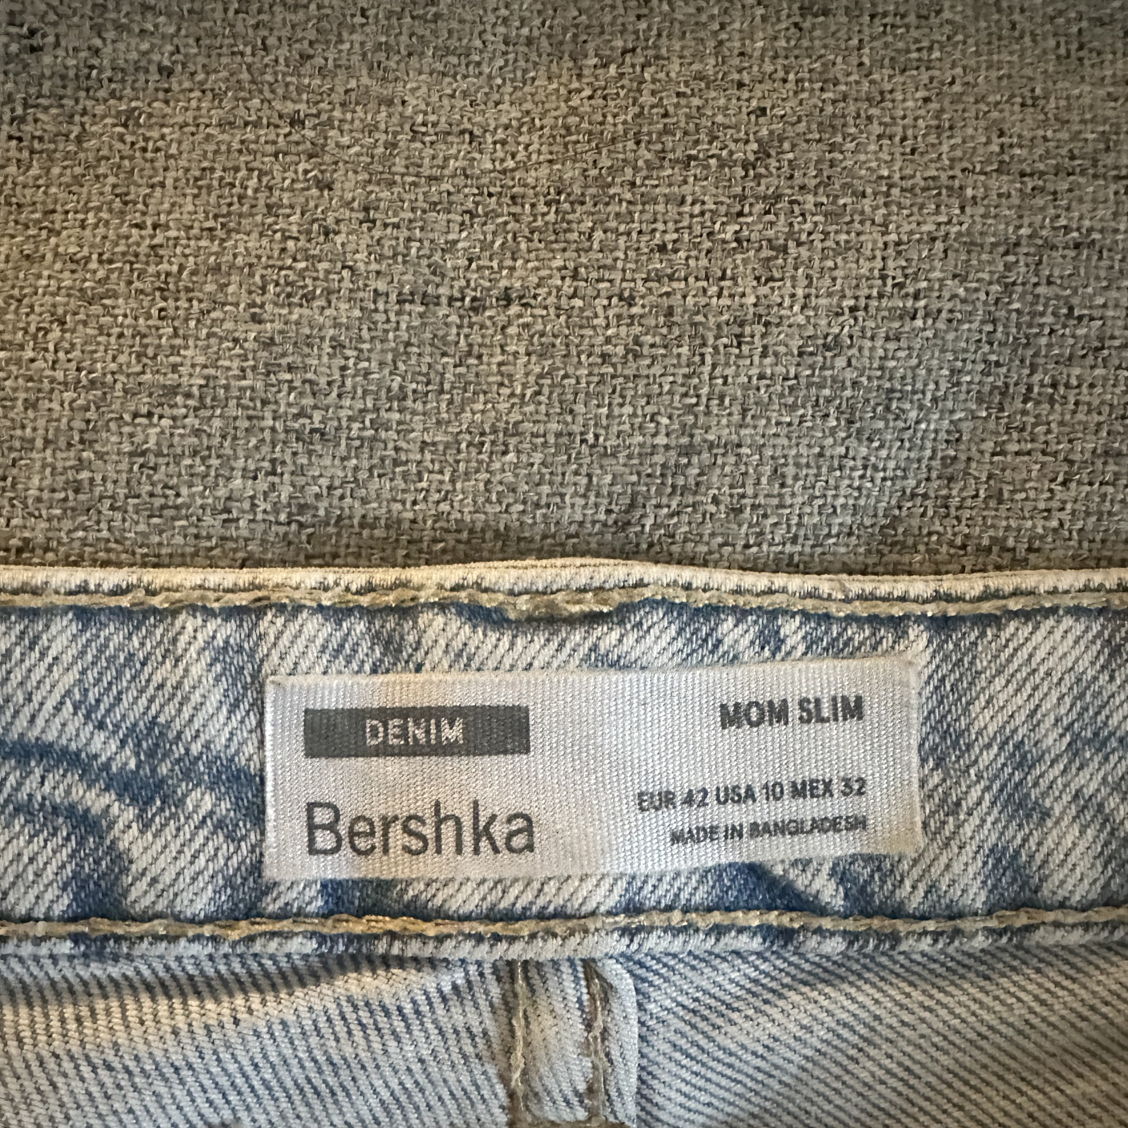 DENIM
Bershka
MOM SLIM
EUR 42 USA 10 MEX 32
MADE IN BANGLADESH